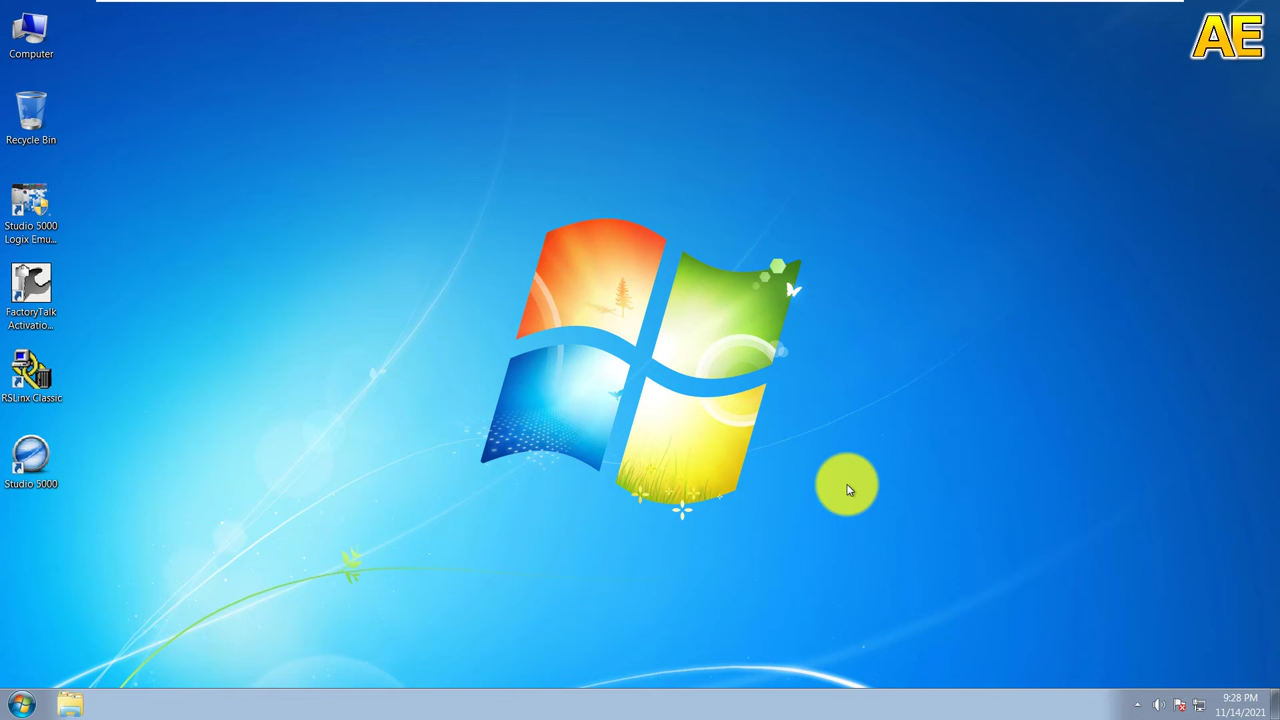 AE
Computer
Recycle Bin
Studio 5000
Logix Emu...
FactoryTalk
Activatio...
RSLinx Classic
Studio 5000
9:28 PM
11/14/2021